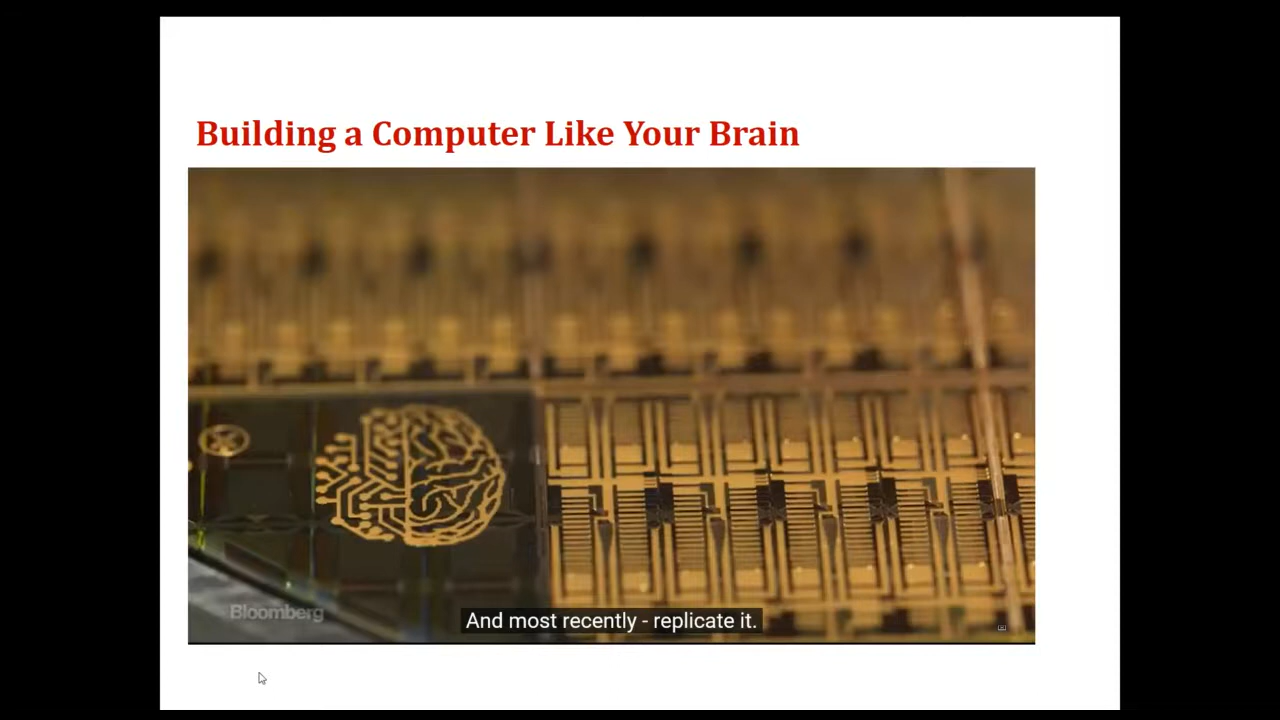 Building a Computer Like Your Brain
Bloomberg
And most recently - replicate it.